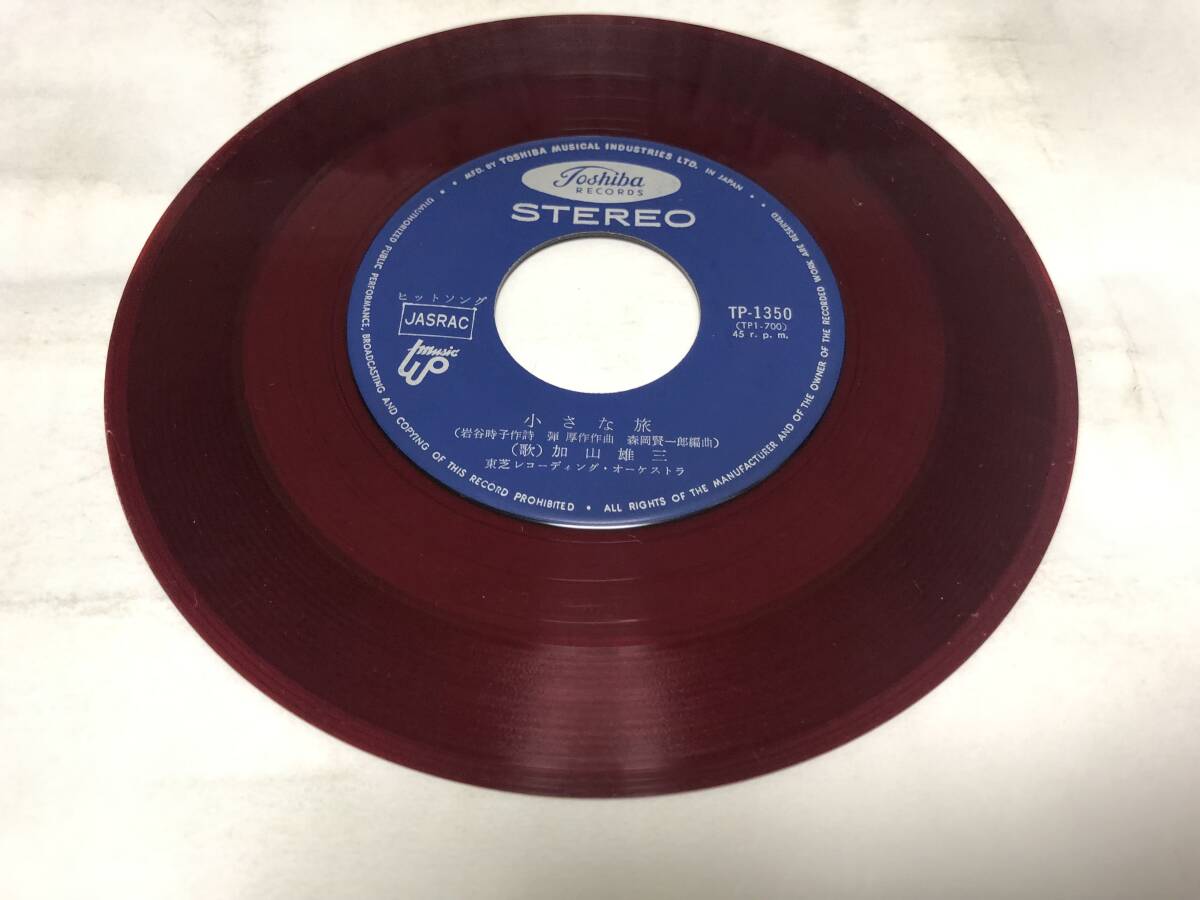 MFD. BY TOSHIBA MUSICAL INDUSTRIES LTD. IN JAPAN
Toshiba
RECORDS
STEREO
ヒットソング
JASRAC
Music
TP-1350
(TP1-700)
45 r.p.m.
小さな旅
(岩谷時子作詩 弾厚作作曲 森岡賢一郎編曲)
(歌)加山雄三
東芝レコーディング・オーケストラ
UNAUTHORIZED PUBLIC PERFORMANCE, BROADCASTING AND COPYING OF THIS RECORD PROHIBITED • ALL RIGHTS OF THE MANUFACTURER AND OF THE OWNER OF THE RECORDED WORK ARE RESERVED